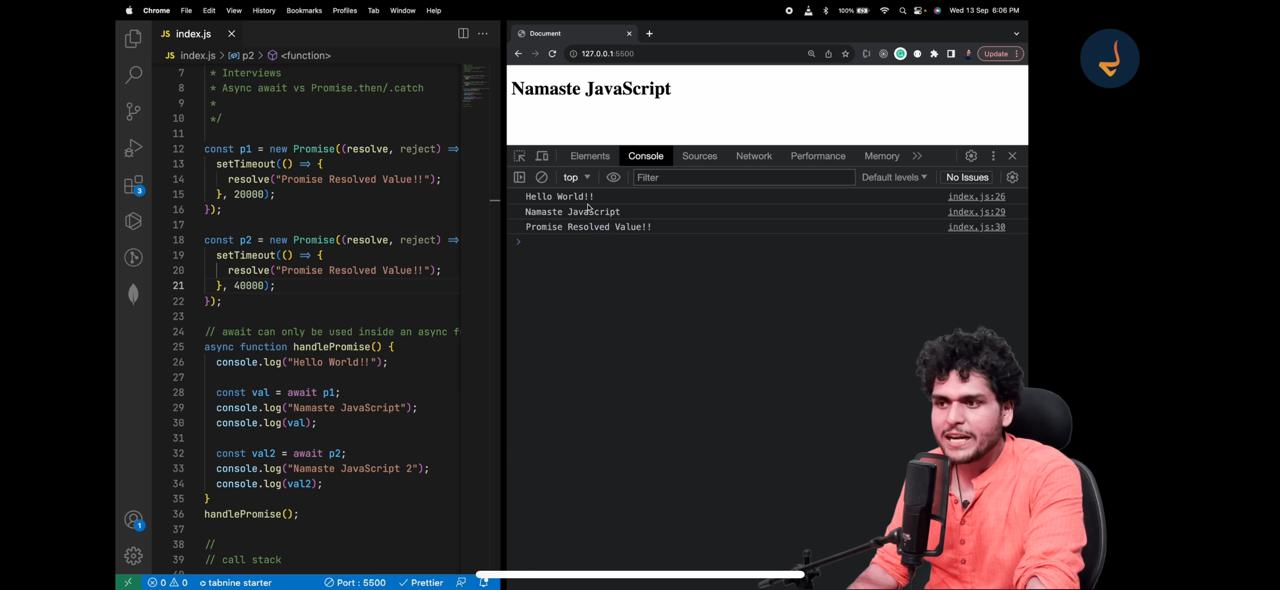 Chrome File Edit View History Bookmarks Profiles Tab Window Help
100% Wed 13 Sep 6:06 PM
JS index.js
JS index.js > p2 > <function>
7 * Interviews
8 * Async await vs Promise.then/.catch
9 *
10 */
11
12 const p1 = new Promise((resolve, reject) =>
13 setTimeout(() => {
14 resolve("Promise Resolved Value!!");
15 }, 20000);
16 });
17
18 const p2 = new Promise((resolve, reject) =>
19 setTimeout(() => {
20 resolve("Promise Resolved Value!!");
21 }, 40000);
22 });
23
24 // await can only be used inside an async f
25 async function handlePromise() {
26 console.log("Hello World!!");
27
28 const val = await p1;
29 console.log("Namaste JavaScript");
30 console.log(val);
31
32 const val2 = await p2;
33 console.log("Namaste JavaScript 2");
34 console.log(val2);
35 }
36 handlePromise();
37
38 //
39 // call stack
3
1
0 0 tabnine starter Port : 5500 Prettier
Document
127.0.0.1:5500 Update
Namaste JavaScript
Elements Console Sources Network Performance Memory
top Filter Default levels No Issues
Hello World!! index.js:26
Namaste JavaScript index.js:29
Promise Resolved Value!! index.js:30